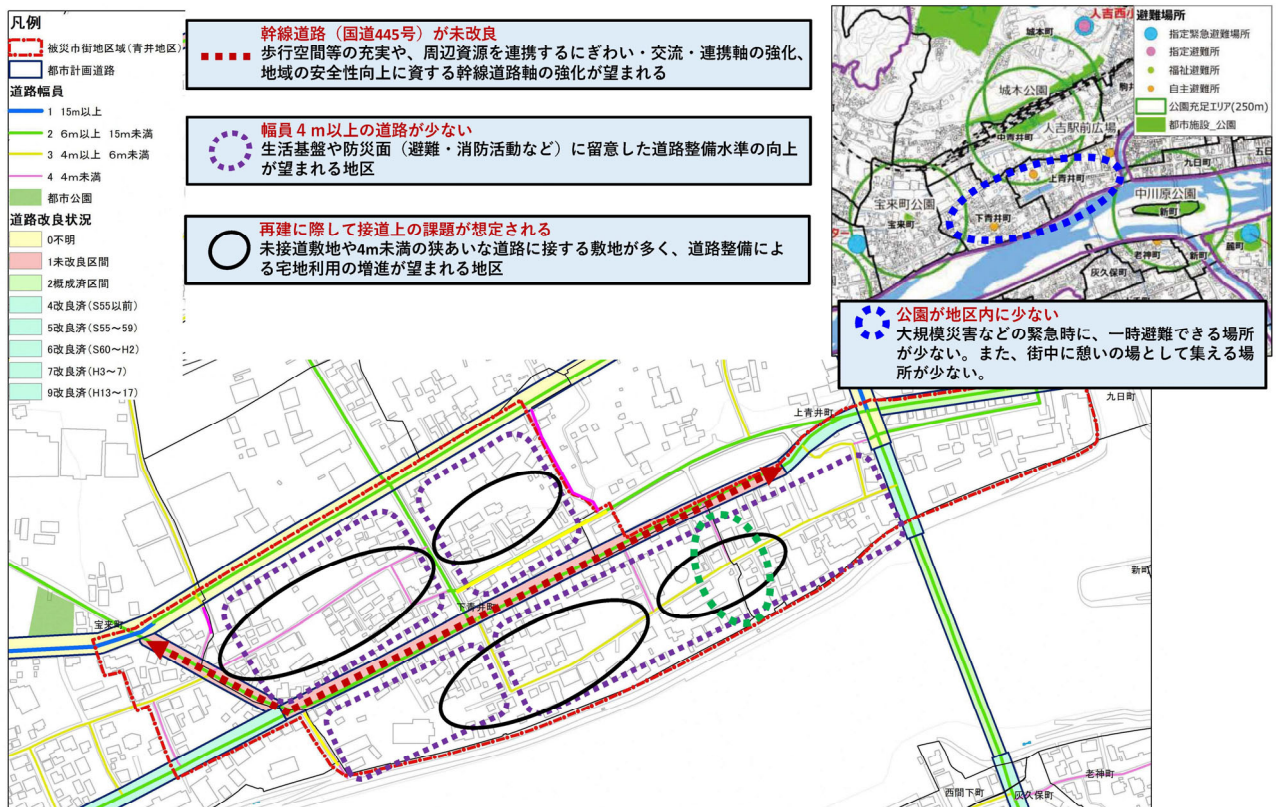 凡例
被災市街地区域(青井地区)
都市計画道路
道路幅員
1 15m以上
2 6m以上 15m未満
3 4m以上 6m未満
4 4m未満
都市公園
道路改良状況
0不明
1未改良区間
2概成済区間
4改良済(S55以前)
5改良済(S55～59)
6改良済(S60～H2)
7改良済(H3～7)
9改良済(H13～17)
幹線道路（国道445号）が未改良
歩行空間等の充実や、周辺資源を連携するにぎわい・交流・連携軸の強化、
地域の安全性向上に資する幹線道路軸の強化が望まれる
幅員４ｍ以上の道路が少ない
生活基盤や防災面（避難・消防活動など）に留意した道路整備水準の向上
が望まれる地区
再建に際して接道上の課題が想定される
未接道敷地や4m未満の狭あいな道路に接する敷地が多く、道路整備によ
る宅地利用の増進が望まれる地区
避難場所
指定緊急避難場所
指定避難所
福祉避難所
自主避難所
公園充足エリア(250m)
都市施設_公園
人吉西小
城本町
城本公園
駒井
中青井町
人吉駅前広場
上青井町
九日町
五日
宝来町公園
宝来町
下青井町
中川原公園
新町
ター
老神町
新町
麓町
灰久保町
公園が地区内に少ない
大規模災害などの緊急時に、一時避難できる場所
が少ない。また、街中に憩いの場として集える場
所が少ない。
上青井町
九日町
下青井町
宝来町
新町
老神町
西間下町
灰久保町